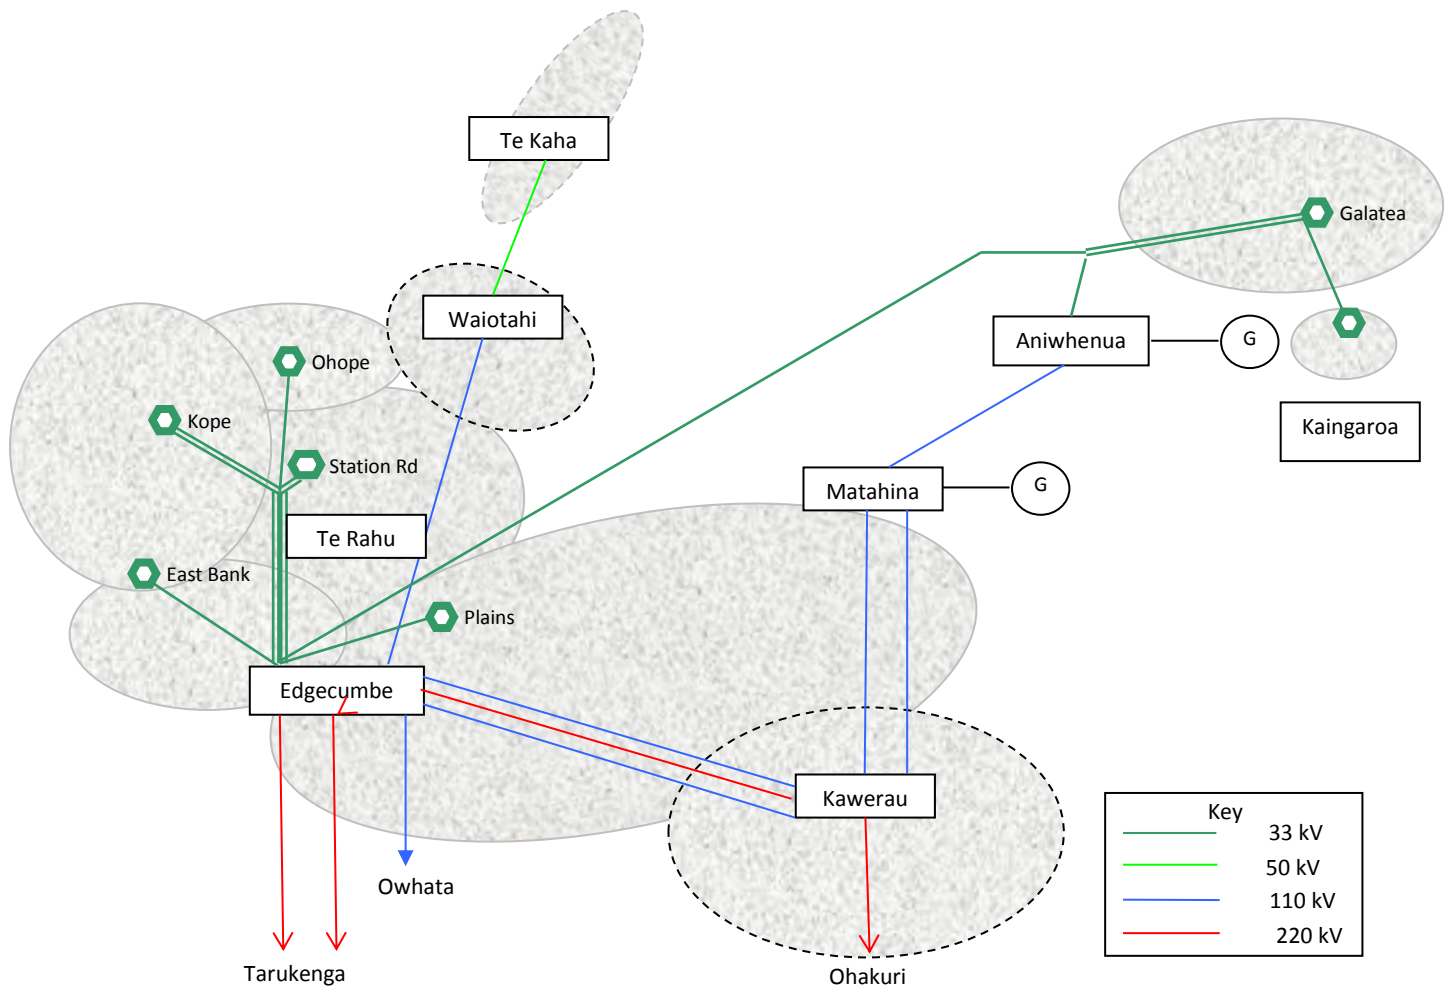 Te Kaha
Galatea
Waiotahi
Aniwhenua
G
Ohope
Kope
Kaingaroa
Station Rd
Matahina
G
Te Rahu
East Bank
Plains
Edgecumbe
Kawerau
Key
33 kV
50 kV
110 kV
220 kV
Owhata
Tarukenga
Ohakuri